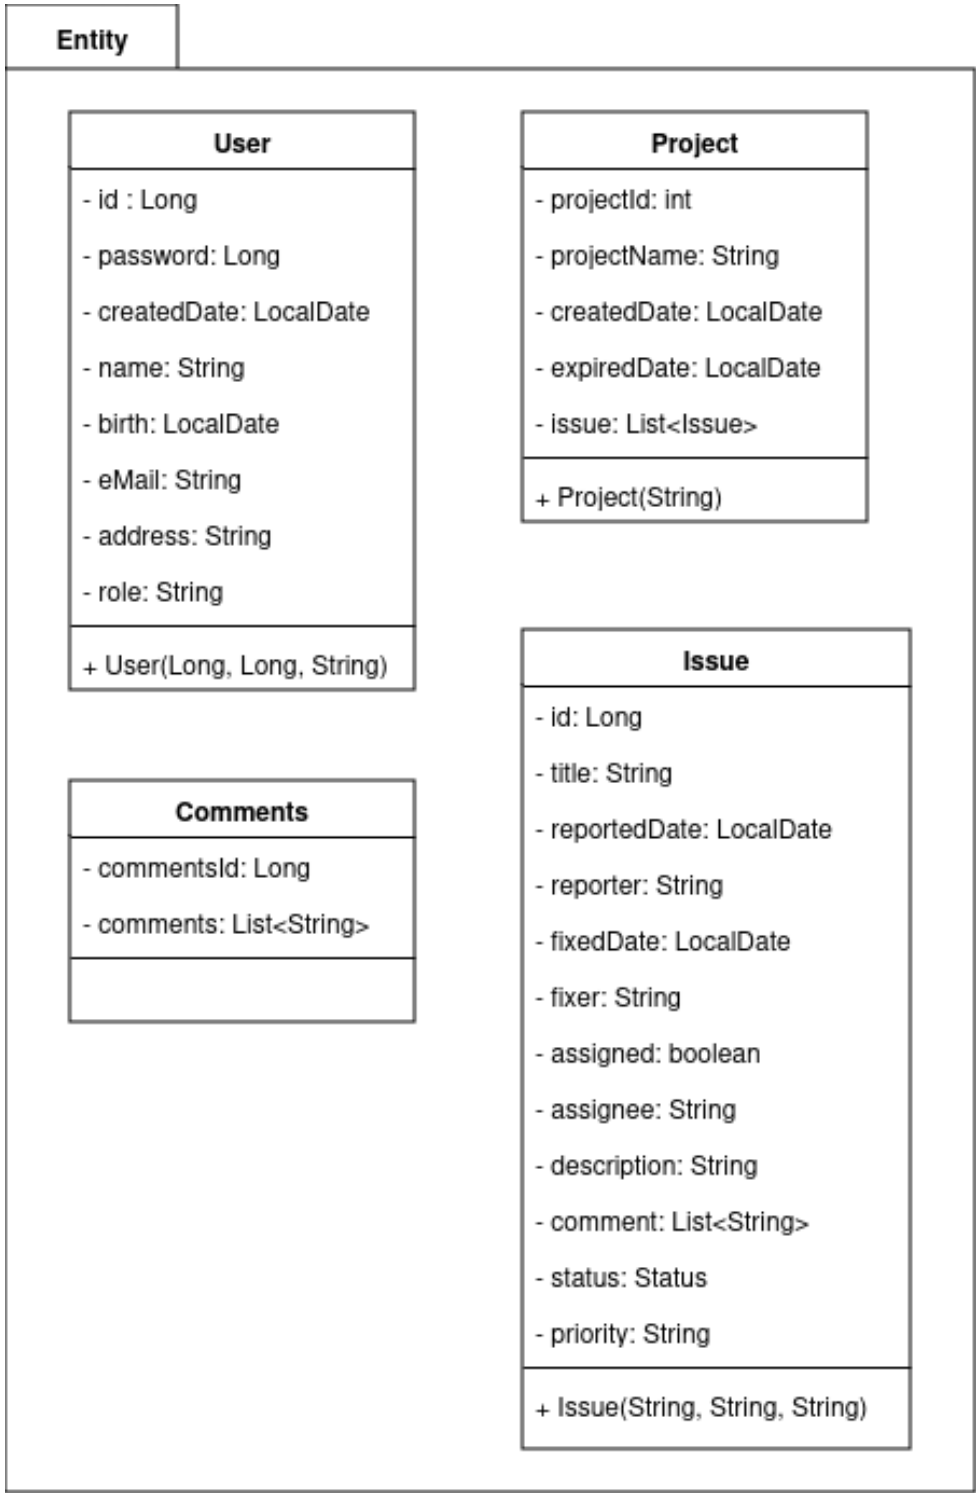 Entity
User
- id : Long
- password: Long
- createdDate: LocalDate
- name: String
- birth: LocalDate
- eMail: String
- address: String
- role: String
+ User(Long, Long, String)
Project
- projectId: int
- projectName: String
- createdDate: LocalDate
- expiredDate: LocalDate
- issue: List<Issue>
+ Project(String)
Comments
- commentsId: Long
- comments: List<String>
Issue
- id: Long
- title: String
- reportedDate: LocalDate
- reporter: String
- fixedDate: LocalDate
- fixer: String
- assigned: boolean
- assignee: String
- description: String
- comment: List<String>
- status: Status
- priority: String
+ Issue(String, String, String)